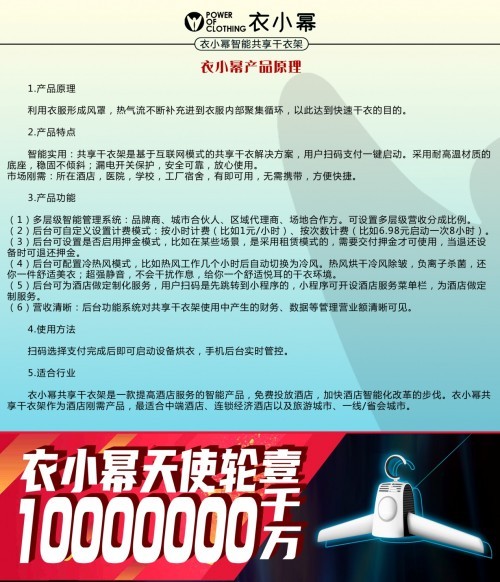 POWER
OF
CLOTHING
衣小幂
衣小幂智能共享干衣架
衣小幂产品原理
1.产品原理
利用衣服形成风罩，热气流不断补充进到衣服内部聚集循环，以此达到快速干衣的目的。
2.产品特点
智能实用：共享干衣架是基于互联网模式的共享干衣解决方案，用户扫码支付一键启动。采用耐高温材质的
底座，稳固不倾斜；漏电开关保护，安全可靠，放心使用。
市场刚需：所在酒店，医院，学校，工厂宿舍，有即可用，无需携带，方便快捷。
3.产品功能
（1）多层级智能管理系统：品牌商、城市合伙人、区域代理商、场地合作方。可设置多层级营收分成比例。
（2）后台可自定义设置计费模式：按小时计费（比如1元/小时）、按次数计费（比如6.98元启动一次8小时）。
（3）后台可设置是否启用押金模式，比如在某些场景，是采用租赁模式的，需要交付押金才可使用，当退还设
备时可退还押金。
（4）后台可配置冷热风模式，比如热风工作几个小时后自动切换为冷风。热风烘干冷风除皱，负离子杀菌，还
你一件舒适美衣；超强静音，不会干扰作息，给你一个舒适悦耳的干衣环境。
（5）后台可为酒店做定制化服务，用户扫码是先跳转到小程序的，小程序可开设酒店服务菜单栏，为酒店做定
制服务。
（6）营收清晰：后台功能系统对共享干衣架使用中产生的财务、数据等管理营业额清晰可见。
4.使用方法
扫码选择支付完成后即可启动设备烘衣，手机后台实时管控。
5.适合行业
衣小幂共享干衣架是一款提高酒店服务的智能产品，免费投放酒店，加快酒店智能化改革的步伐。衣小幂共
享干衣架作为酒店刚需产品，最适合中端酒店、连锁经济酒店以及旅游城市、一线/省会城市。
衣小幂天使轮壹
10000000千万